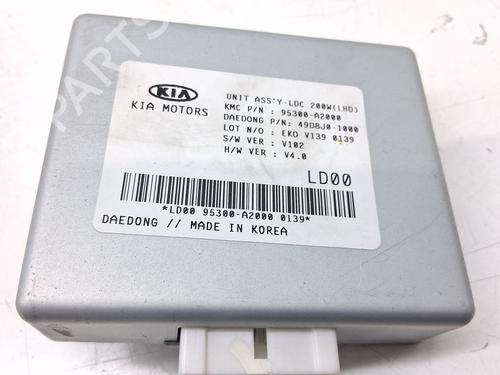 KIA
KIA MOTORS
UNIT ASS'Y-LDC 200W(LHD)
KMC P/N : 95300-A2000
DAEDONG P/N: 49D8J0-1000
LOT N/O : EKO V139 0139
S/W VER : V102
H/W VER : V4.0
LD00
*LD00 95300-A2000 0139*
DAEDONG // MADE IN KOREA
PARTS